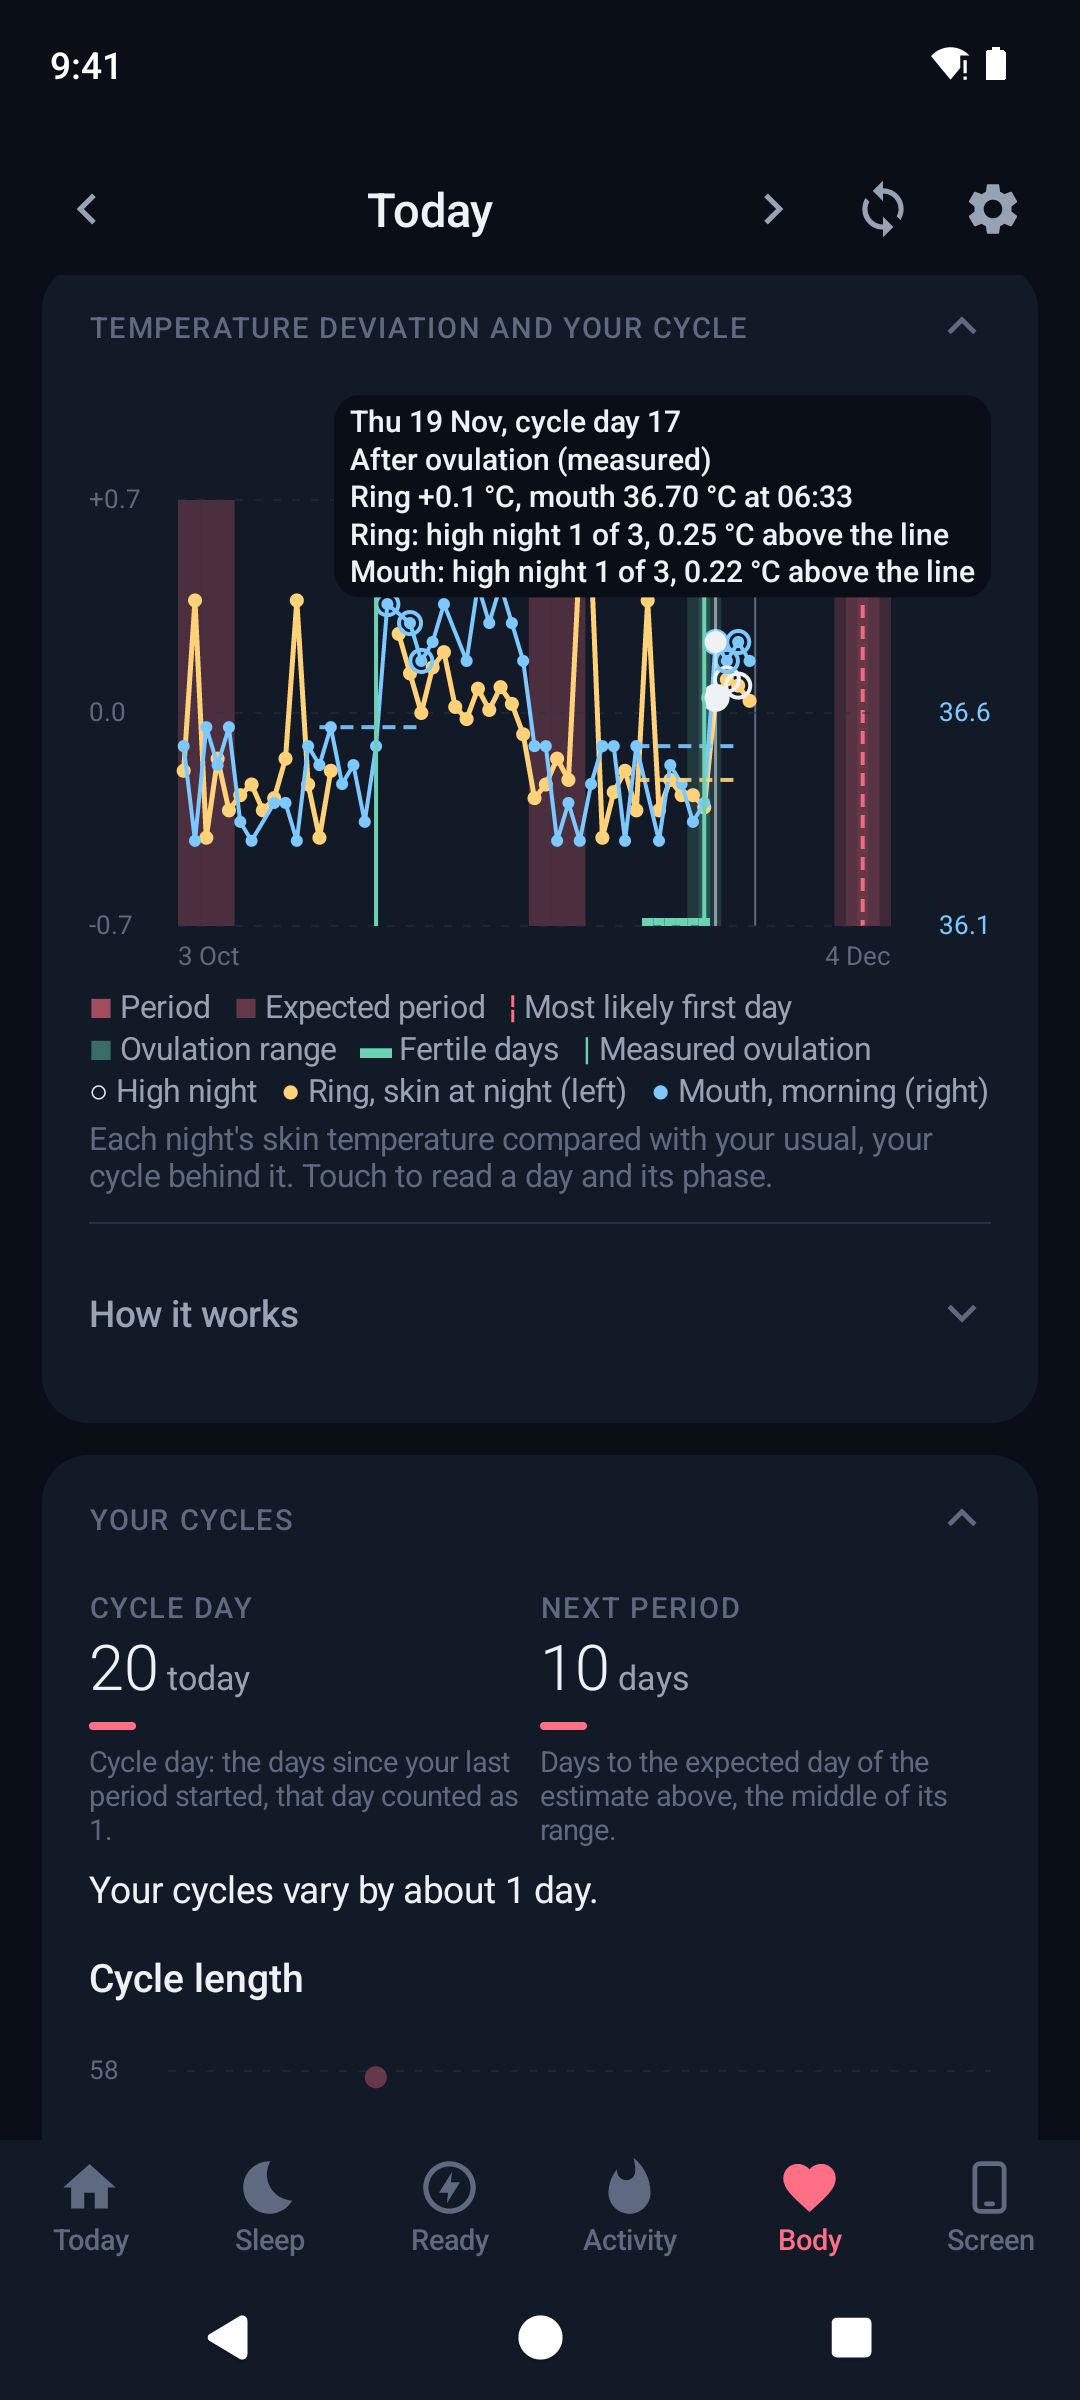 9:41
Today
TEMPERATURE DEVIATION AND YOUR CYCLE
Thu 19 Nov, cycle day 17
After ovulation (measured)
Ring +0.1 °C, mouth 36.70 °C at 06:33
Ring: high night 1 of 3, 0.25 °C above the line
Mouth: high night 1 of 3, 0.22 °C above the line
+0.7
0.0
36.6
-0.7
36.1
3 Oct
4 Dec
Period
Expected period
Most likely first day
Ovulation range
Fertile days
Measured ovulation
High night
Ring, skin at night (left)
Mouth, morning (right)
Each night's skin temperature compared with your usual, your
cycle behind it. Touch to read a day and its phase.
How it works
YOUR CYCLES
CYCLE DAY
20 today
Cycle day: the days since your last
period started, that day counted as
1.
NEXT PERIOD
10 days
Days to the expected day of the
estimate above, the middle of its
range.
Your cycles vary by about 1 day.
Cycle length
58
Today
Sleep
Ready
Activity
Body
Screen